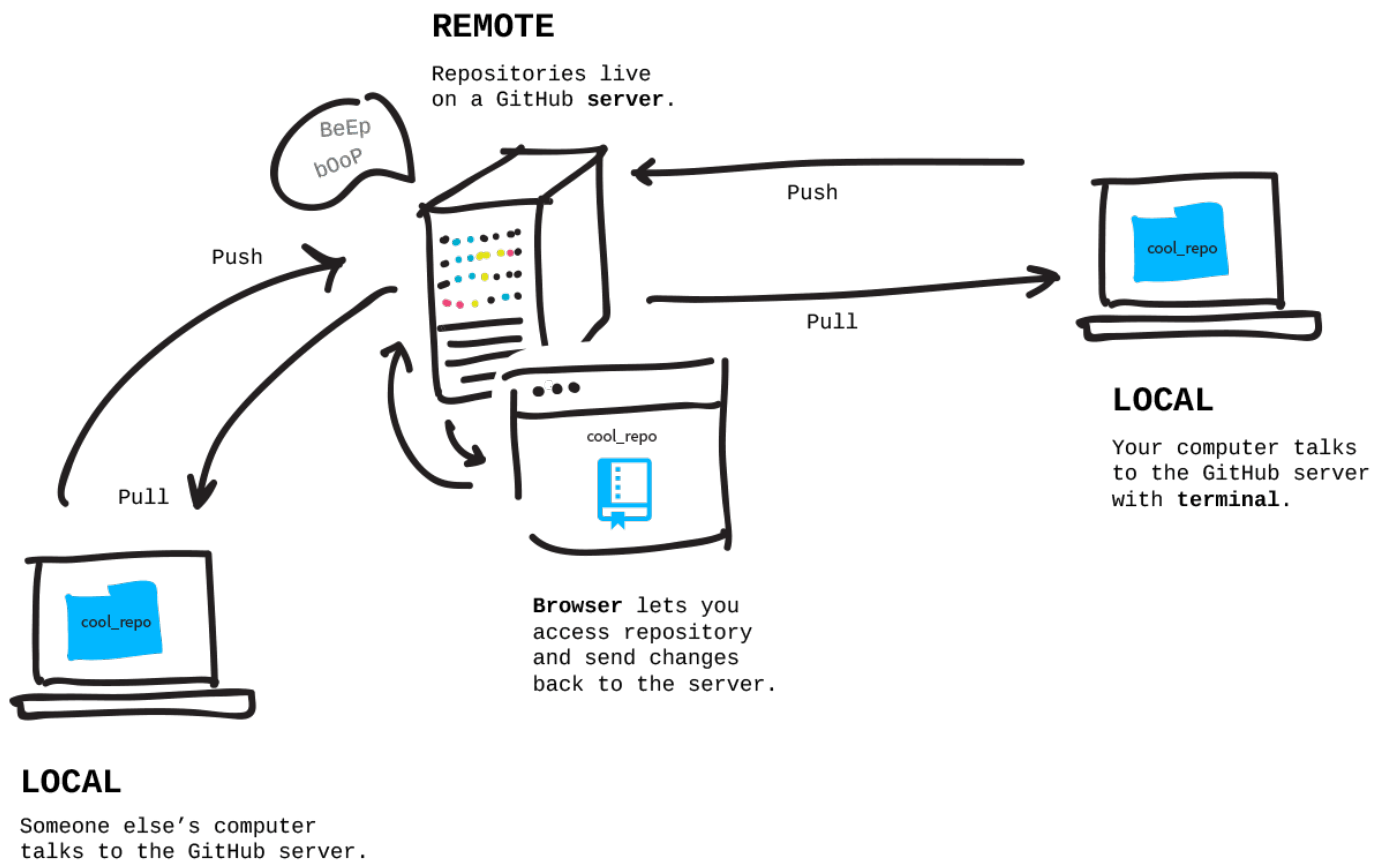 REMOTE
Repositories live
on a GitHub server.
BeEp
bOoP
Push
Pull
Push
Pull
cool_repo
LOCAL
Your computer talks
to the GitHub server
with terminal.
cool_repo
Browser lets you
access repository
and send changes
back to the server.
cool_repo
LOCAL
Someone else’s computer
talks to the GitHub server.